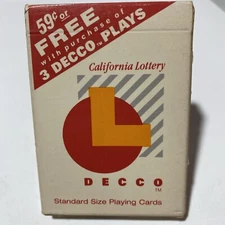 59¢ or
FREE
with purchase of
3 DECCO™ PLAYS
California Lottery
DECCO™
Standard Size Playing Cards